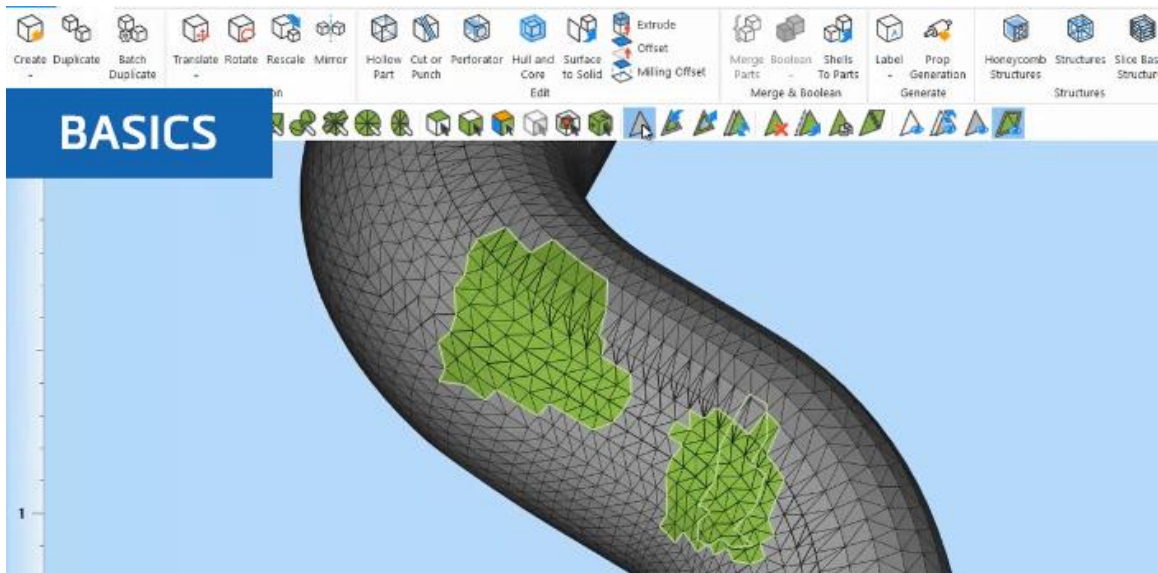 Create Duplicate Batch Duplicate Translate Rotate Rescale Mirror Hollow Part Cut or Punch Perforator Hull and Core Surface to Solid Extrude
Offset
Milling Offset
Merge Parts Boolean Shells To Parts Label Prop Generation Honeycomb Structures Structures
Edit Merge & Boolean Generate Structures
BASICS
1